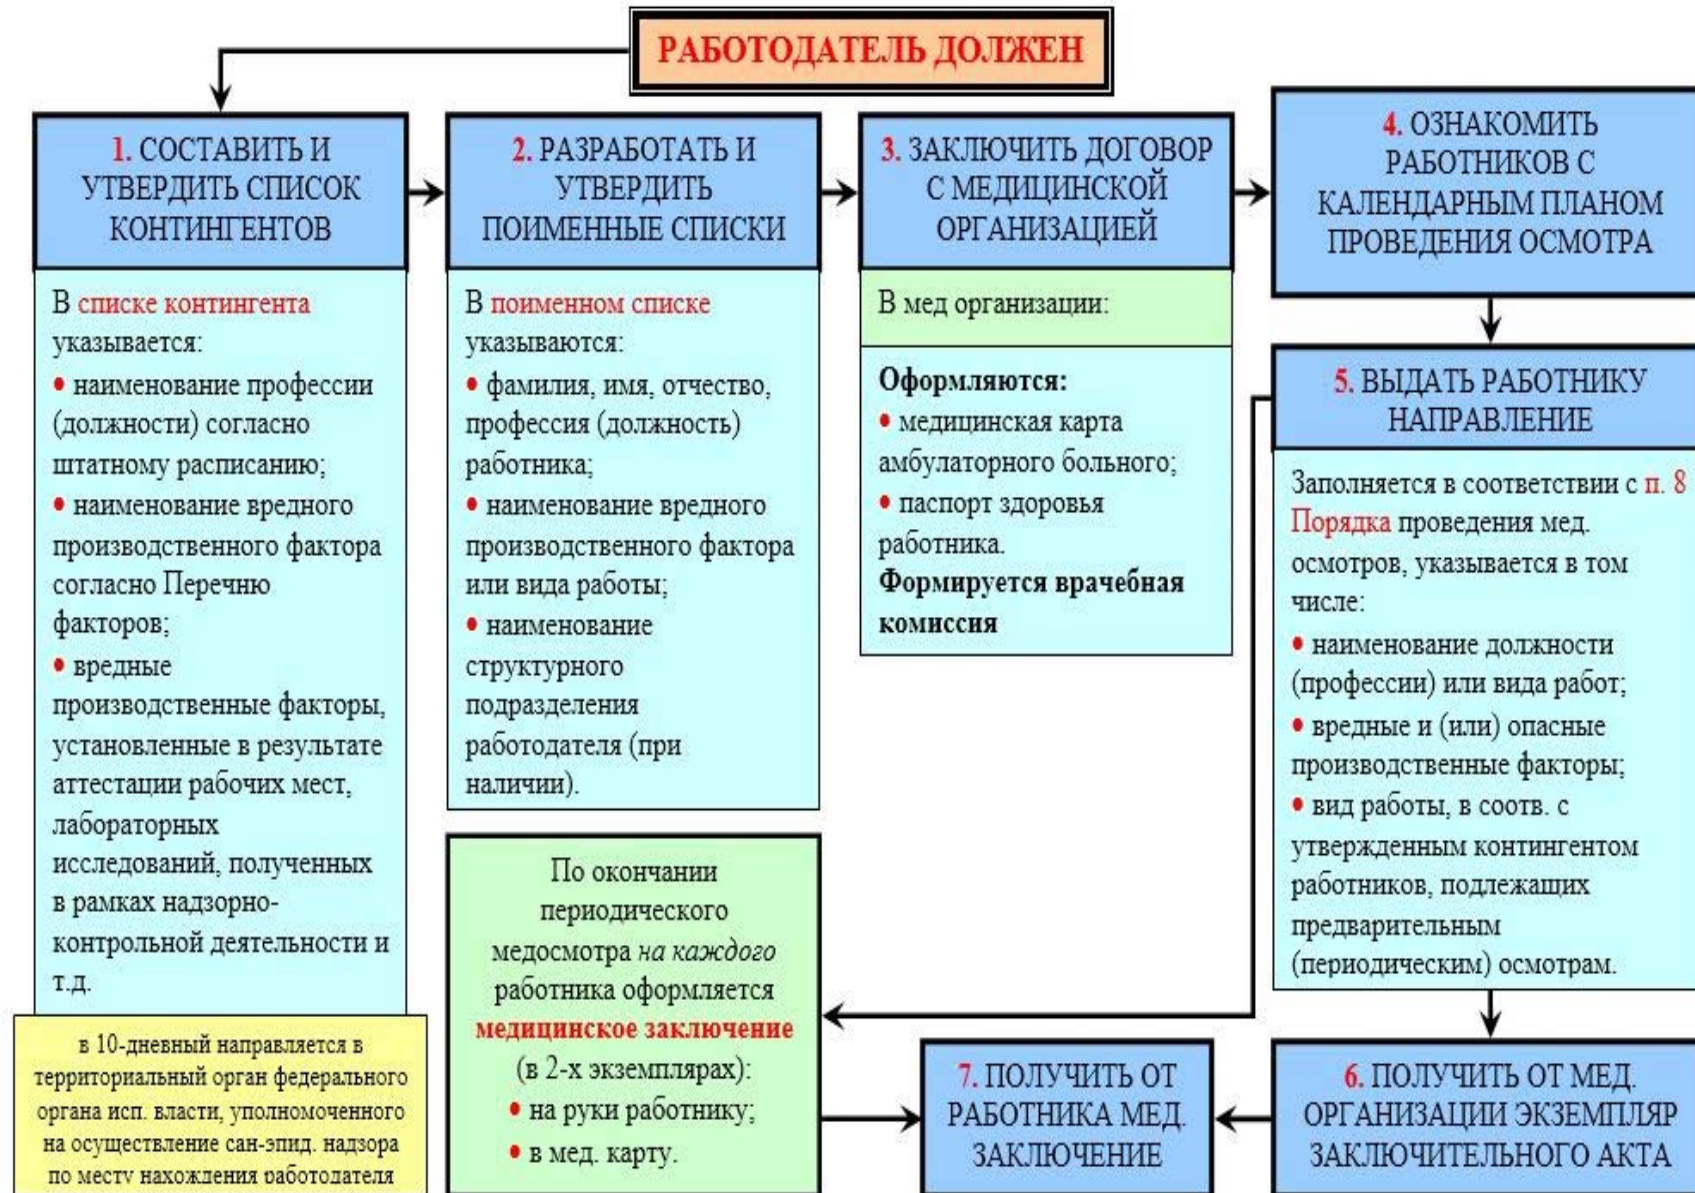 РАБОТОДАТЕЛЬ ДОЛЖЕН
1. СОСТАВИТЬ И
УТВЕРДИТЬ СПИСОК
КОНТИНГЕНТОВ
В списке контингента
указывается:
• наименование профессии
(должности) согласно
штатному расписанию;
• наименование вредного
производственного фактора
согласно Перечню
факторов;
• вредные
производственные факторы,
установленные в результате
аттестации рабочих мест,
лабораторных
исследований, полученных
в рамках надзорно-
контрольной деятельности и
т.д.
в 10-дневный направляется в
территориальный орган федерального
органа исп. власти, уполномоченного
на осуществление сан-эпид. надзора
по месту нахождения работодателя
2. РАЗРАБОТАТЬ И
УТВЕРДИТЬ
ПОИМЕННЫЕ СПИСКИ
В поименном списке
указываются:
• фамилия, имя, отчество,
профессия (должность)
работника;
• наименование вредного
производственного фактора
или вида работы;
• наименование
структурного
подразделения
работодателя (при
наличии).
3. ЗАКЛЮЧИТЬ ДОГОВОР
С МЕДИЦИНСКОЙ
ОРГАНИЗАЦИЕЙ
В мед организации:
Оформляются:
• медицинская карта
амбулаторного больного;
• паспорт здоровья
работника.
Формируется врачебная
комиссия
4. ОЗНАКОМИТЬ
РАБОТНИКОВ С
КАЛЕНДАРНЫМ ПЛАНОМ
ПРОВЕДЕНИЯ ОСМОТРА
5. ВЫДАТЬ РАБОТНИКУ
НАПРАВЛЕНИЕ
Заполняется в соответствии с п. 8
Порядка проведения мед.
осмотров, указывается в том
числе:
• наименование должности
(профессии) или вида работ;
• вредные и (или) опасные
производственные факторы;
• вид работы, в соотв. с
утвержденным контингентом
работников, подлежащих
предварительным
(периодическим) осмотрам.
6. ПОЛУЧИТЬ ОТ МЕД.
ОРГАНИЗАЦИИ ЭКЗЕМПЛЯР
ЗАКЛЮЧИТЕЛЬНОГО АКТА
7. ПОЛУЧИТЬ ОТ
РАБОТНИКА МЕД.
ЗАКЛЮЧЕНИЕ
По окончании
периодического
медосмотра на каждого
работника оформляется
медицинское заключение
(в 2-х экземплярах):
• на руки работнику;
• в мед. карту.